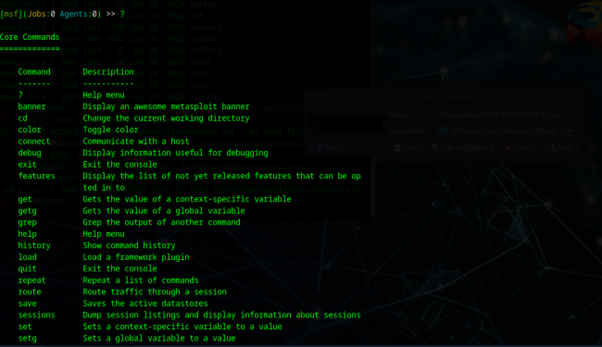 [msf](Jobs:0 Agents:0) >> ?
Core Commands
=============
Command Description
------- -----------
? Help menu
banner Display an awesome metasploit banner
cd Change the current working directory
color Toggle color
connect Communicate with a host
debug Display information useful for debugging
exit Exit the console
features Display the list of not yet released features that can be op
ted in to
get Gets the value of a context-specific variable
getg Gets the value of a global variable
grep Grep the output of another command
help Help menu
history Show command history
load Load a framework plugin
quit Exit the console
repeat Repeat a list of commands
route Route traffic through a session
save Saves the active datastores
sessions Dump session listings and display information about sessions
set Sets a context-specific variable to a value
setg Sets a global variable to a value